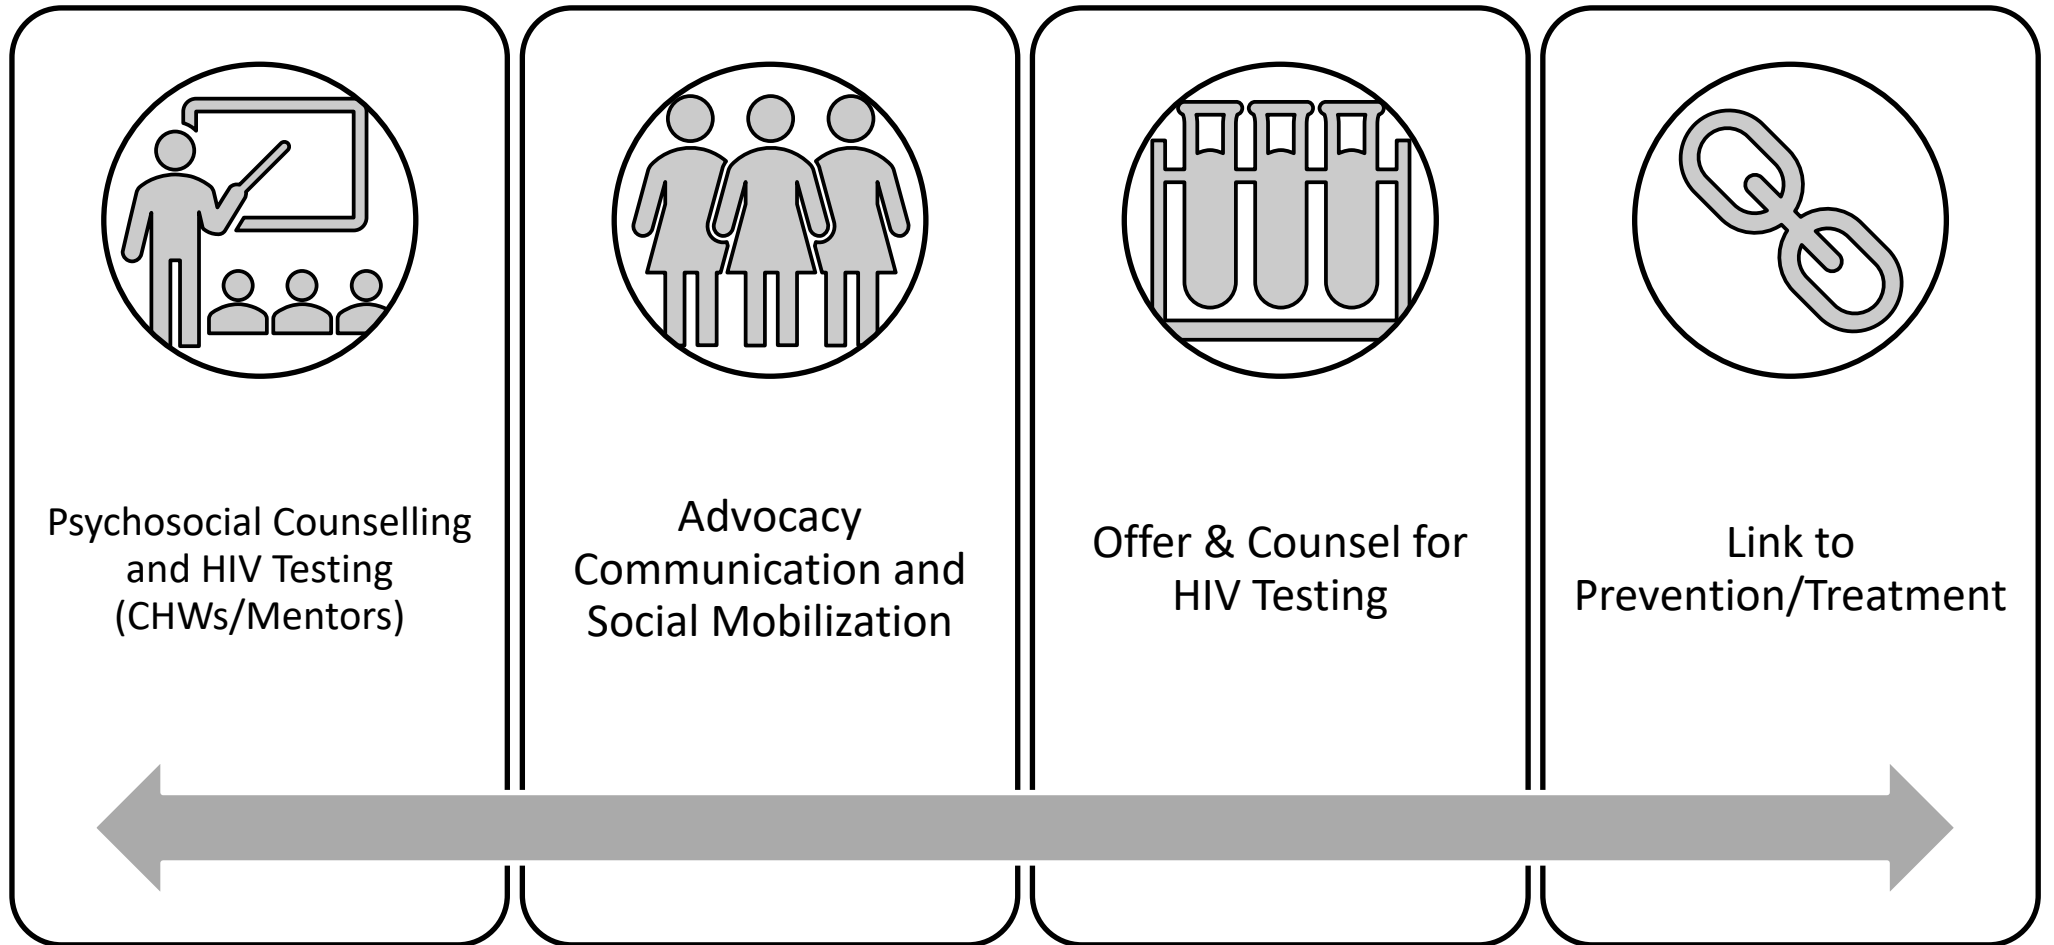 Psychosocial Counselling
and HIV Testing
(CHWs/Mentors)
Advocacy
Communication and
Social Mobilization
Offer & Counsel for
HIV Testing
Link to
Prevention/Treatment